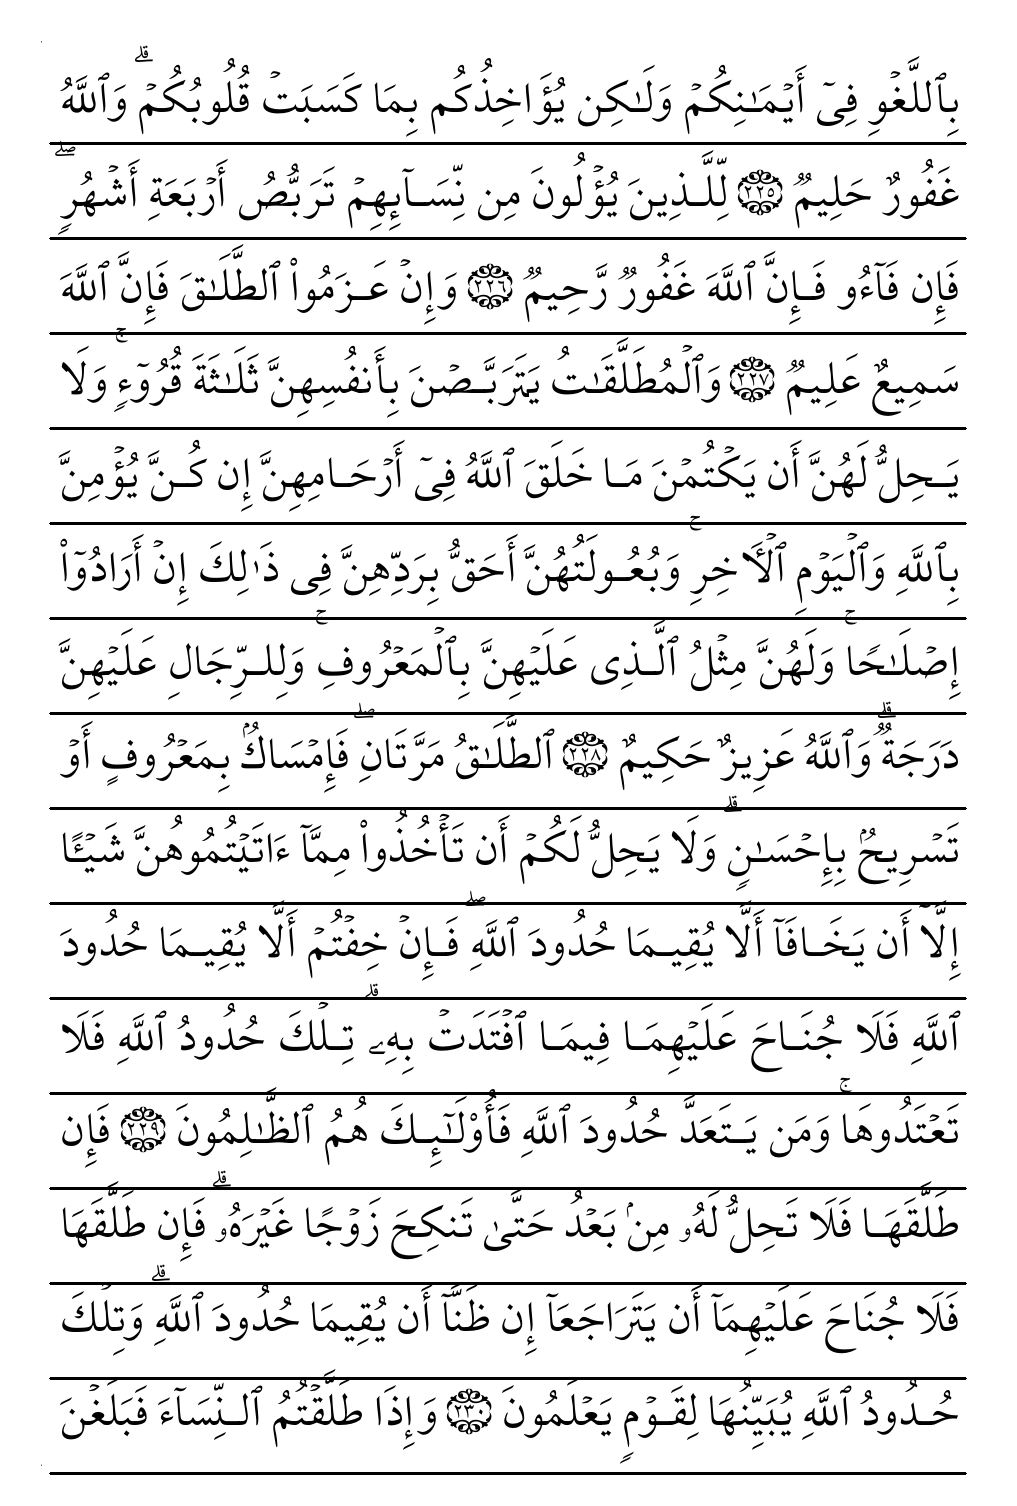 بِٱللَّغْوِ فِىٓ أَيْمَـٰنِكُمْ وَلَـٰكِن يُؤَاخِذُكُم بِمَا كَسَبَتْ قُلُوبُكُمْ ۗ وَٱللَّهُ
غَفُورٌ حَلِيمٌ ﴿٢٢٥﴾ لِّلَّذِينَ يُؤْلُونَ مِن نِّسَآئِهِمْ تَرَبُّصُ أَرْبَعَةِ أَشْهُرٍ ۖ
فَإِن فَآءُو فَإِنَّ ٱللَّهَ غَفُورٌ رَّحِيمٌ ﴿٢٢٦﴾ وَإِنْ عَزَمُوا۟ ٱلطَّلَـٰقَ فَإِنَّ ٱللَّهَ
سَمِيعٌ عَلِيمٌ ﴿٢٢٧﴾ وَٱلْمُطَلَّقَـٰتُ يَتَرَبَّصْنَ بِأَنفُسِهِنَّ ثَلَـٰثَةَ قُرُوٓءٍ ۚ وَلَا
يَحِلُّ لَهُنَّ أَن يَكْتُمْنَ مَا خَلَقَ ٱللَّهُ فِىٓ أَرْحَامِهِنَّ إِن كُنَّ يُؤْمِنَّ
بِٱللَّهِ وَٱلْيَوْمِ ٱلْـَٔاخِرِ ۚ وَبُعُولَتُهُنَّ أَحَقُّ بِرَدِّهِنَّ فِى ذَٰلِكَ إِنْ أَرَادُوٓا۟
إِصْلَـٰحًا ۚ وَلَهُنَّ مِثْلُ ٱلَّذِى عَلَيْهِنَّ بِٱلْمَعْرُوفِ ۚ وَلِلرِّجَالِ عَلَيْهِنَّ
دَرَجَةٌ ۗ وَٱللَّهُ عَزِيزٌ حَكِيمٌ ﴿٢٢٨﴾ ٱلطَّلَـٰقُ مَرَّتَانِ ۖ فَإِمْسَاكٌۢ بِمَعْرُوفٍ أَوْ
تَسْرِيحٌۢ بِإِحْسَـٰنٍ ۗ وَلَا يَحِلُّ لَكُمْ أَن تَأْخُذُوا۟ مِمَّآ ءَاتَيْتُمُوهُنَّ شَيْـًٔا
إِلَّآ أَن يَخَافَآ أَلَّا يُقِيمَا حُدُودَ ٱللَّهِ ۖ فَإِنْ خِفْتُمْ أَلَّا يُقِيمَا حُدُودَ
ٱللَّهِ فَلَا جُنَاحَ عَلَيْهِمَا فِيمَا ٱفْتَدَتْ بِهِۦ ۗ تِلْكَ حُدُودُ ٱللَّهِ فَلَا
تَعْتَدُوهَا ۚ وَمَن يَتَعَدَّ حُدُودَ ٱللَّهِ فَأُو۟لَـٰٓئِكَ هُمُ ٱلظَّـٰلِمُونَ ﴿٢٢٩﴾ فَإِن
طَلَّقَهَا فَلَا تَحِلُّ لَهُۥ مِنۢ بَعْدُ حَتَّىٰ تَنكِحَ زَوْجًا غَيْرَهُۥ ۗ فَإِن طَلَّقَهَا
فَلَا جُنَاحَ عَلَيْهِمَآ أَن يَتَرَاجَعَآ إِن ظَنَّآ أَن يُقِيمَا حُدُودَ ٱللَّهِ ۗ وَتِلْكَ
حُدُودُ ٱللَّهِ يُبَيِّنُهَا لِقَوْمٍ يَعْلَمُونَ ﴿٢٣٠﴾ وَإِذَا طَلَّقْتُمُ ٱلنِّسَآءَ فَبَلَغْنَ